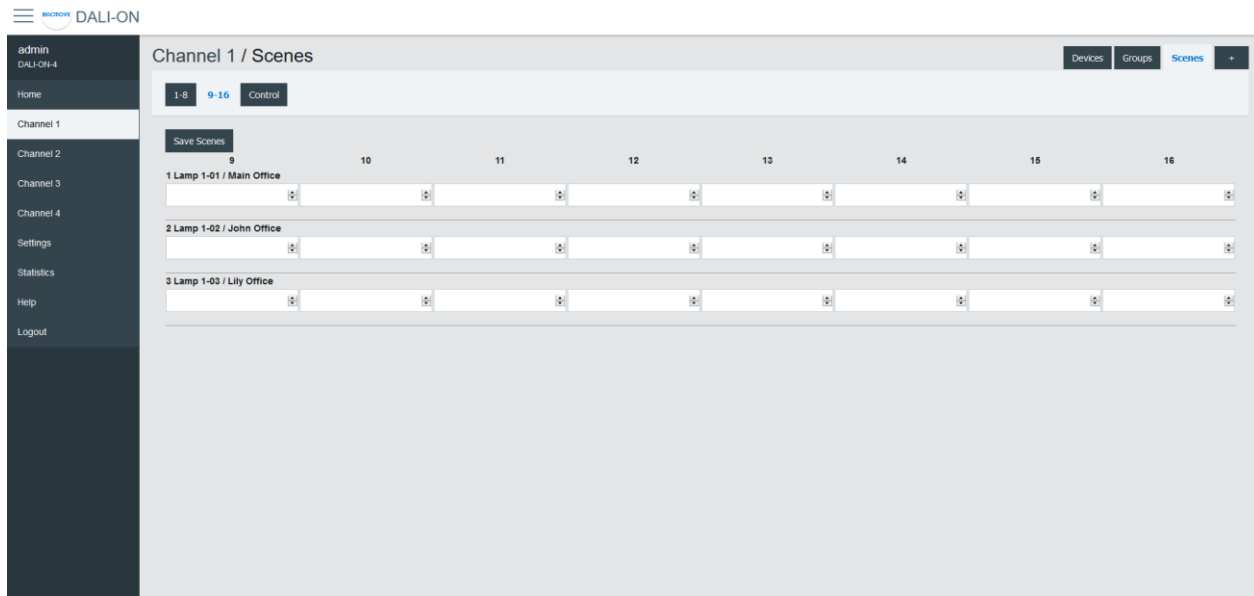 DALI-ON
admin
DALI-ON-4
Home
Channel 1
Channel 2
Channel 3
Channel 4
Settings
Statistics
Help
Logout
Channel 1 / Scenes
Devices Groups Scenes +
1-8 9-16 Control
Save Scenes
9 10 11 12 13 14 15 16
1 Lamp 1-01 / Main Office
2 Lamp 1-02 / John Office
3 Lamp 1-03 / Lily Office